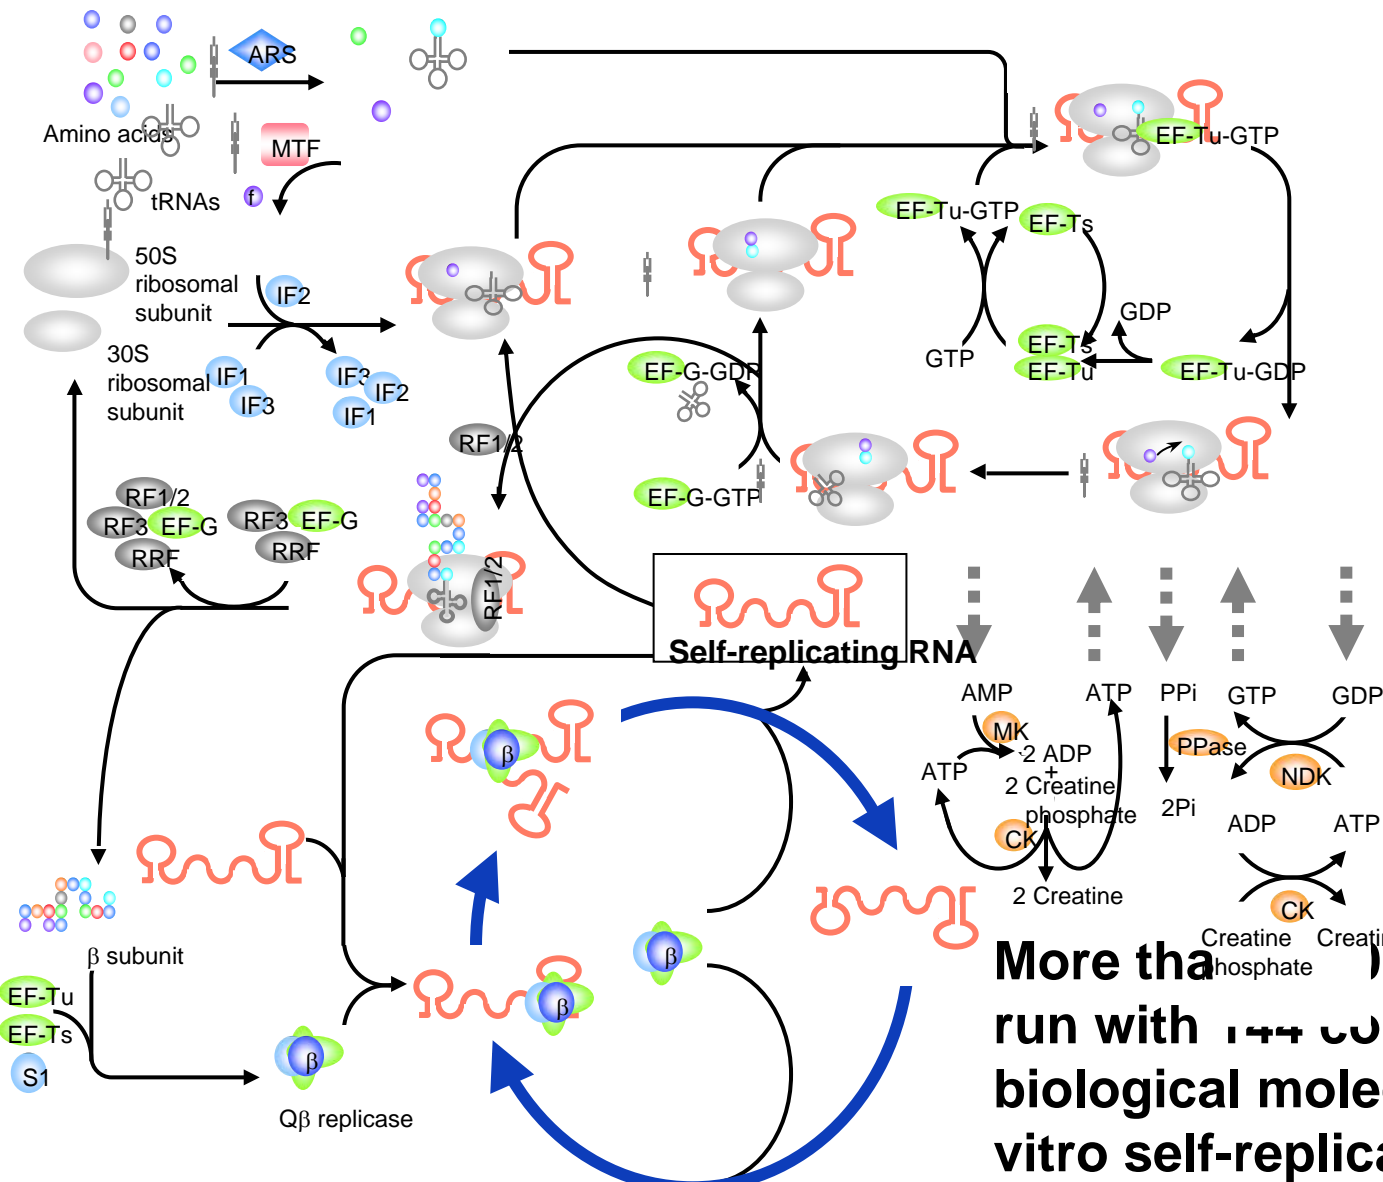 ARS
Amino acids
MTF
f
tRNAs
50S
ribosomal
subunit
30S
ribosomal
subunit
IF2
IF1
IF3
IF3
IF2
IF1
EF-Tu-GTP
EF-Tu-GTP
EF-Ts
GTP
GDP
EF-Ts
EF-Tu
EF-Tu-GDP
EF-G-GDP
RF1/2
EF-G-GTP
RF1/2
RF3
EF-G
RRF
RF3
EF-G
RRF
RF1/2
Self-replicating RNA
AMP
ATP
PPi
GTP
GDP
MK
2 ADP
+
2 Creatine
phosphate
ATP
CK
2 Creatine
PPase
2Pi
NDK
ADP
ATP
CK
Creatine
phosphate
β
β
β
β
β subunit
EF-Tu
EF-Ts
S1
Qβ replicase
More
run with 144
biological
vitro